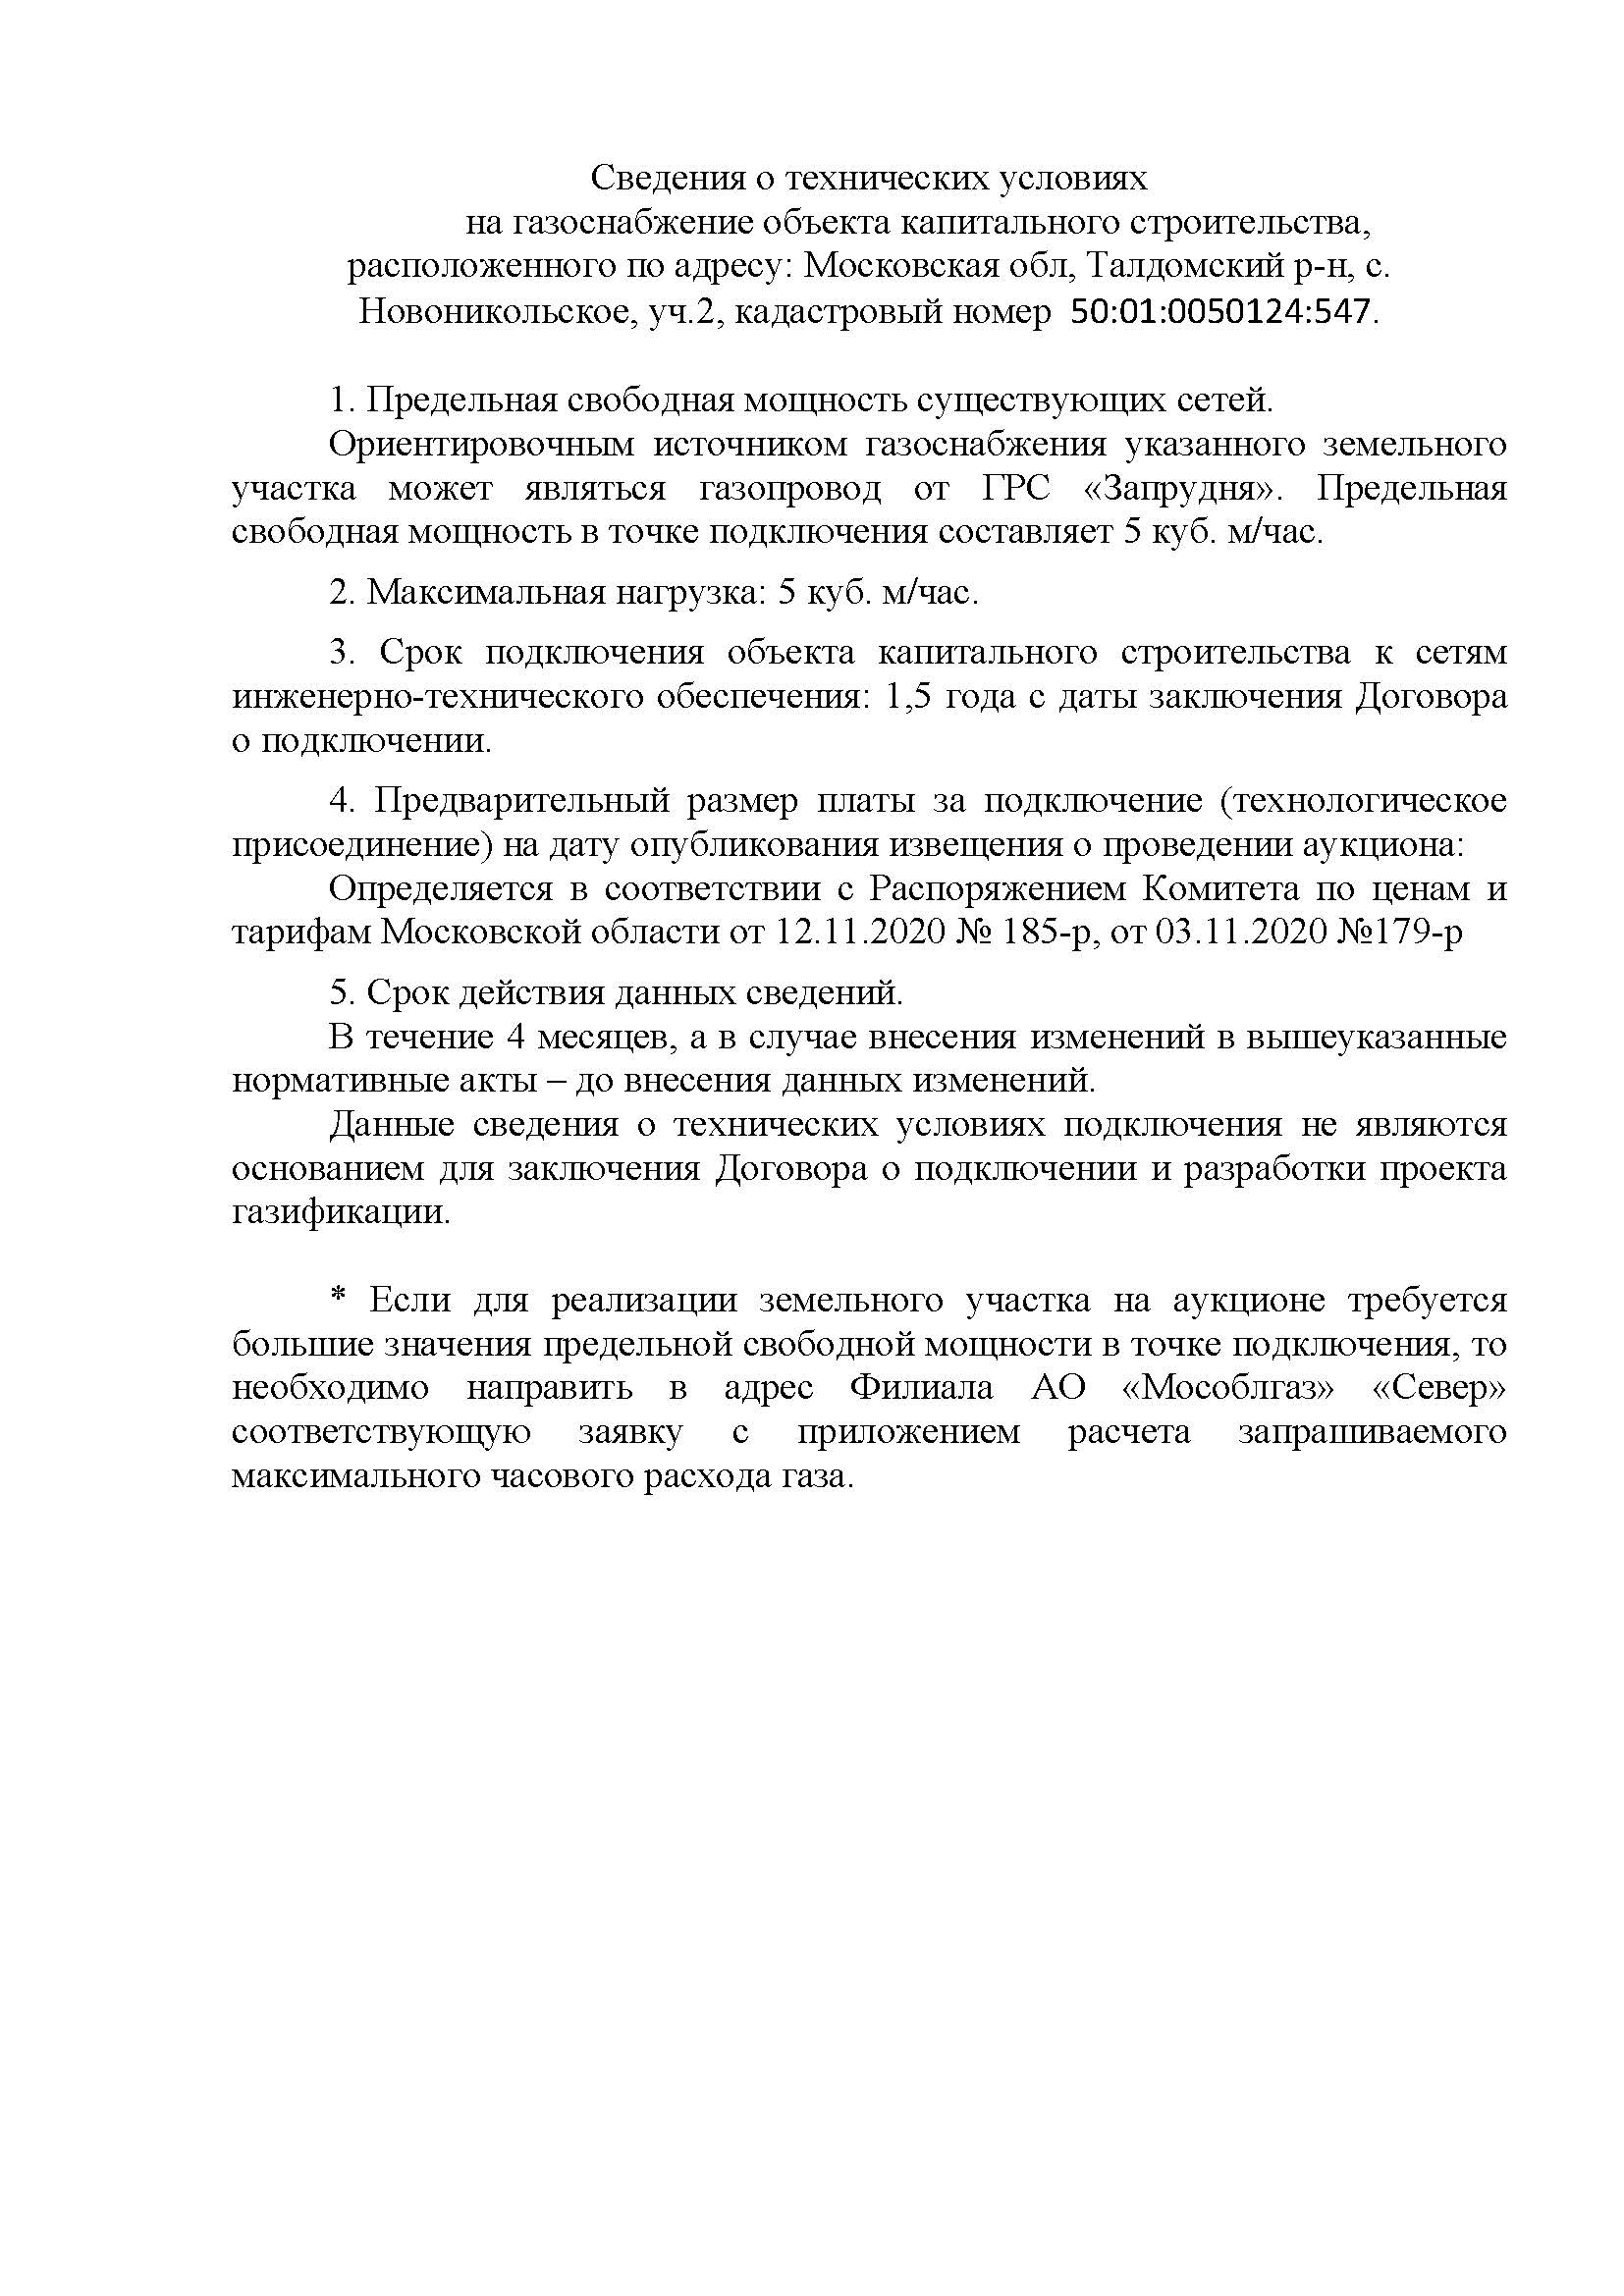 Сведения о технических условиях
на газоснабжение объекта капитального строительства,
расположенного по адресу: Московская обл, Талдомский р-н, с.
Новоникольское, уч.2, кадастровый номер 50:01:0050124:547.
1. Предельная свободная мощность существующих сетей.
Ориентировочным источником газоснабжения указанного земельного
участка может являться газопровод от ГРС «Запрудня». Предельная
свободная мощность в точке подключения составляет 5 куб. м/час.
2. Максимальная нагрузка: 5 куб. м/час.
3. Срок подключения объекта капитального строительства к сетям
инженерно-технического обеспечения: 1,5 года с даты заключения Договора
о подключении.
4. Предварительный размер платы за подключение (технологическое
присоединение) на дату опубликования извещения о проведении аукциона:
Определяется в соответствии с Распоряжением Комитета по ценам и
тарифам Московской области от 12.11.2020 № 185-р, от 03.11.2020 №179-р
5. Срок действия данных сведений.
В течение 4 месяцев, а в случае внесения изменений в вышеуказанные
нормативные акты – до внесения данных изменений.
Данные сведения о технических условиях подключения не являются
основанием для заключения Договора о подключении и разработки проекта
газификации.
* Если для реализации земельного участка на аукционе требуется
большие значения предельной свободной мощности в точке подключения, то
необходимо направить в адрес Филиала АО «Мособлгаз» «Север»
соответствующую заявку с приложением расчета запрашиваемого
максимального часового расхода газа.